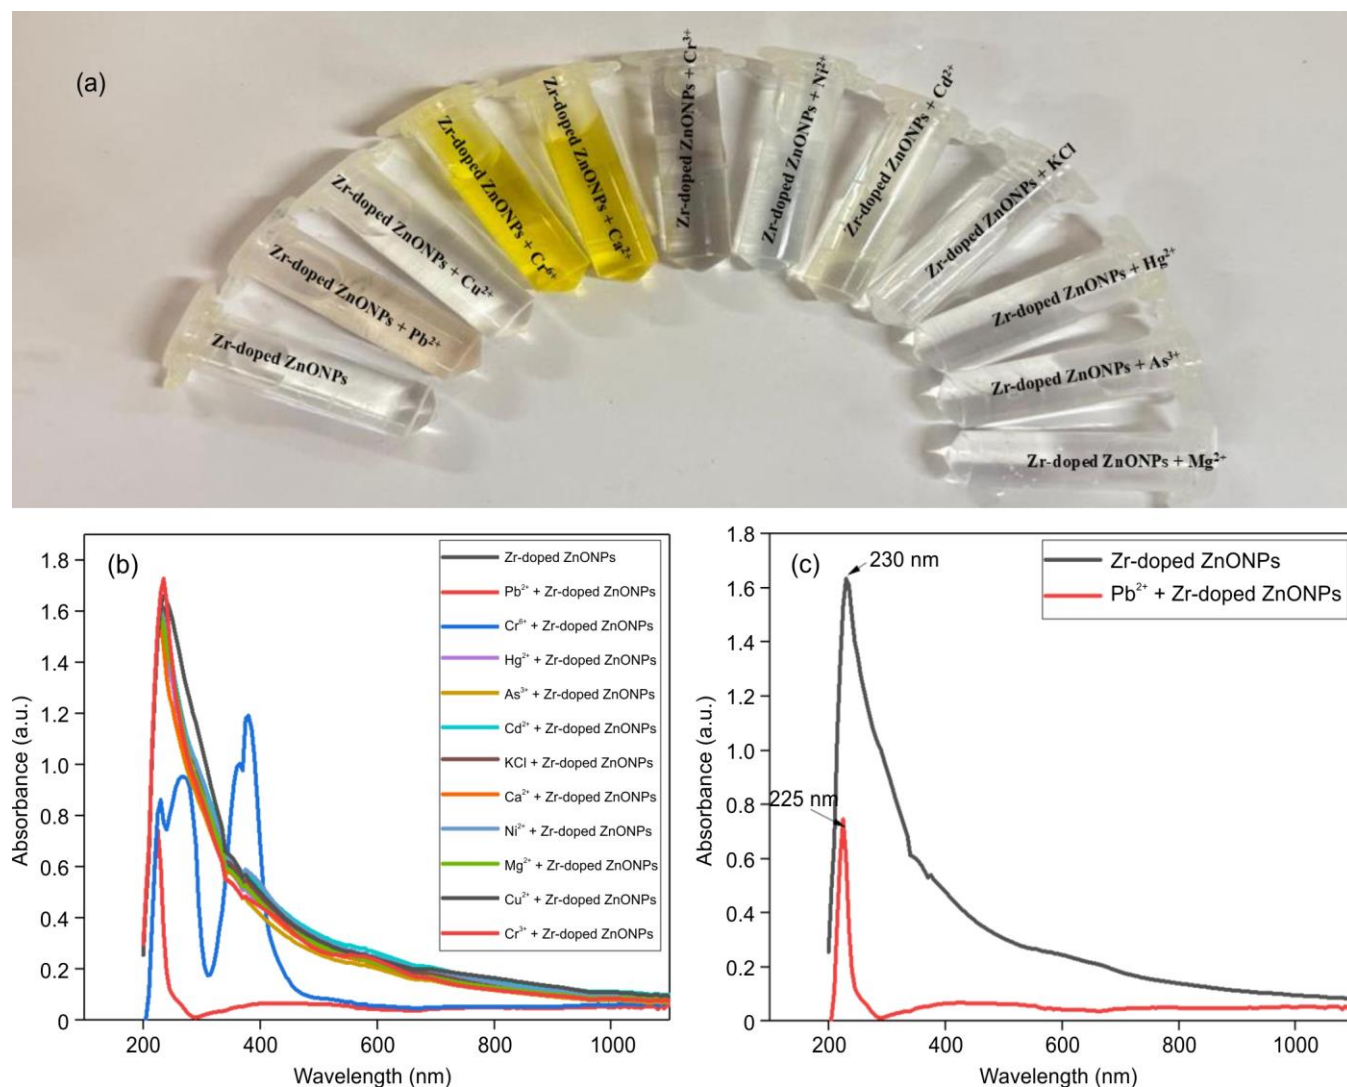 (a)
Zr-doped ZnONPs
Zr-doped ZnONPs + Pb²⁺
Zr-doped ZnONPs + Cu²⁺
Zr-doped ZnONPs + Cr⁶⁺
Zr-doped ZnONPs + Ca²⁺
Zr-doped ZnONPs + Cr³⁺
Zr-doped ZnONPs + Ni²⁺
Zr-doped ZnONPs + Cd²⁺
Zr-doped ZnONPs + KCl
Zr-doped ZnONPs + Hg²⁺
Zr-doped ZnONPs + As³⁺
Zr-doped ZnONPs + Mg²⁺
(b)
Absorbance (a.u.)
1.8
1.6
1.4
1.2
1.0
0.8
0.6
0.4
0.2
0
200 400 600 800 1000
Wavelength (nm)
Zr-doped ZnONPs
Pb²⁺ + Zr-doped ZnONPs
Cr⁶⁺ + Zr-doped ZnONPs
Hg²⁺ + Zr-doped ZnONPs
As³⁺ + Zr-doped ZnONPs
Cd²⁺ + Zr-doped ZnONPs
KCl + Zr-doped ZnONPs
Ca²⁺ + Zr-doped ZnONPs
Ni²⁺ + Zr-doped ZnONPs
Mg²⁺ + Zr-doped ZnONPs
Cu²⁺ + Zr-doped ZnONPs
Cr³⁺ + Zr-doped ZnONPs
(c)
Absorbance (a.u.)
1.8
1.6
1.4
1.2
1.0
0.8
0.6
0.4
0.2
0
200 400 600 800 1000
Wavelength (nm)
230 nm
225 nm
Zr-doped ZnONPs
Pb²⁺ + Zr-doped ZnONPs